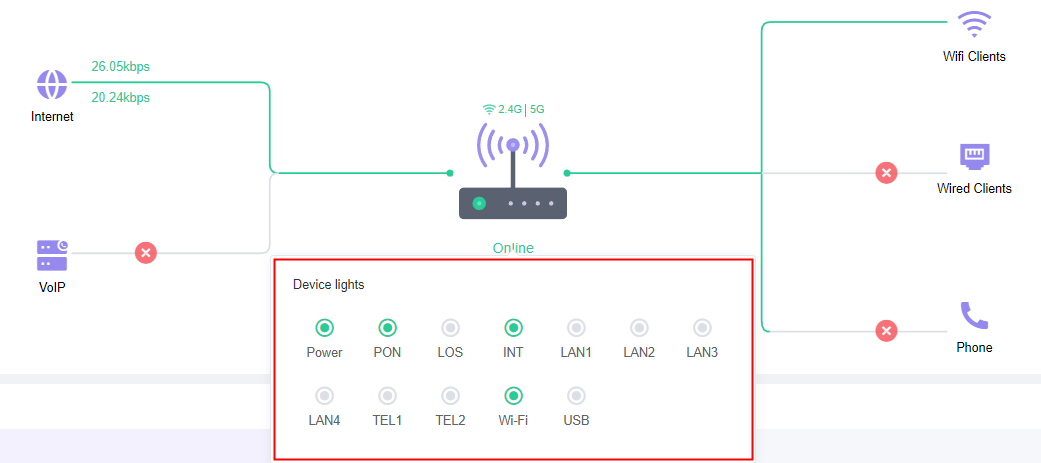 26.05kbps
20.24kbps
Internet
VoIP
2.4G | 5G
Online
Wifi Clients
Wired Clients
Phone
Device lights
Power PON LOS INT LAN1 LAN2 LAN3
LAN4 TEL1 TEL2 Wi-Fi USB